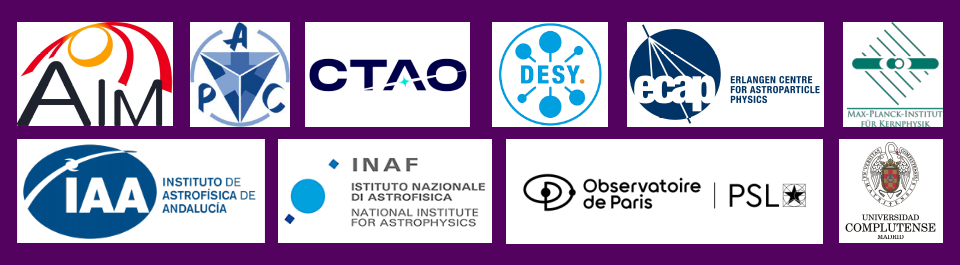 AIM
A
P C
CTAO
DESY.
ecap
ERLANGEN CENTRE
FOR ASTROPARTICLE
PHYSICS
MAX-PLANCK-INSTITUT
FÜR KERNPHYSIK
IAA
INSTITUTO DE
ASTROFÍSICA DE
ANDALUCÍA
INAF
ISTITUTO NAZIONALE
DI ASTROFISICA
NATIONAL INSTITUTE
FOR ASTROPHYSICS
Observatoire
de Paris
PSL
UNIVERSIDAD
COMPLUTENSE
MADRID